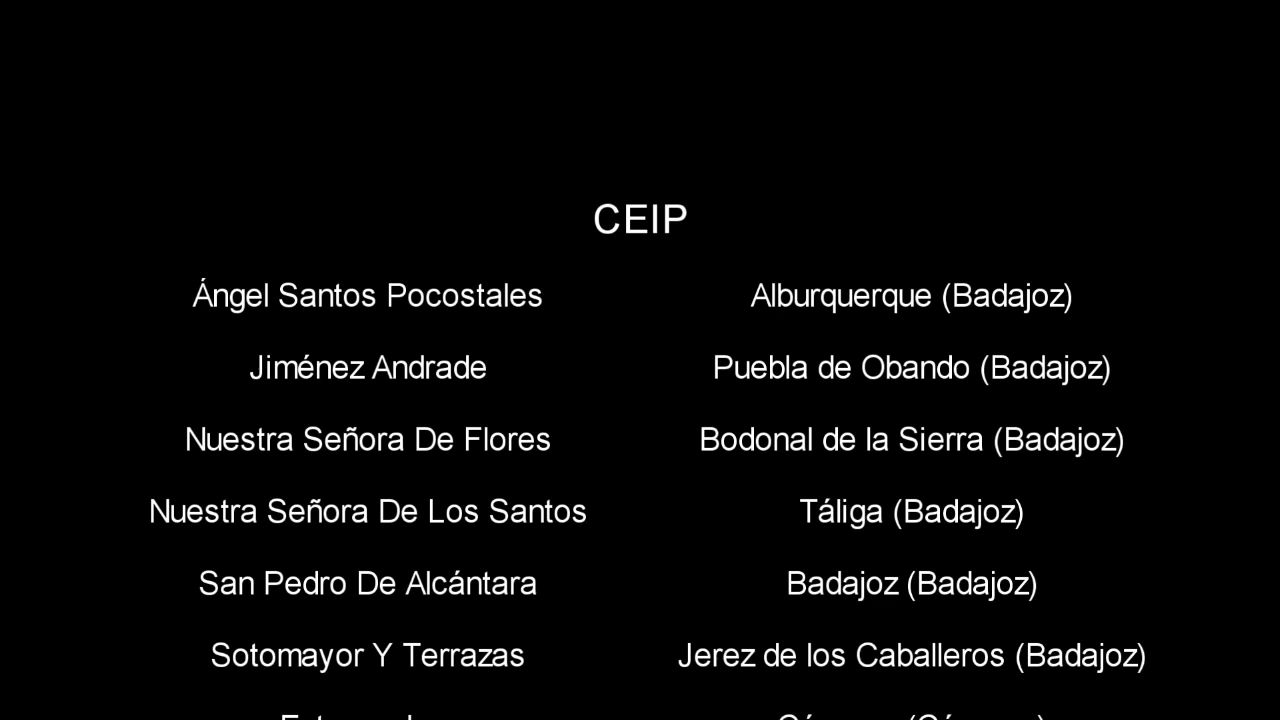 CEIP
Ángel Santos Pocostales Alburquerque (Badajoz)
Jiménez Andrade Puebla de Obando (Badajoz)
Nuestra Señora De Flores Bodonal de la Sierra (Badajoz)
Nuestra Señora De Los Santos Táliga (Badajoz)
San Pedro De Alcántara Badajoz (Badajoz)
Sotomayor Y Terrazas Jerez de los Caballeros (Badajoz)